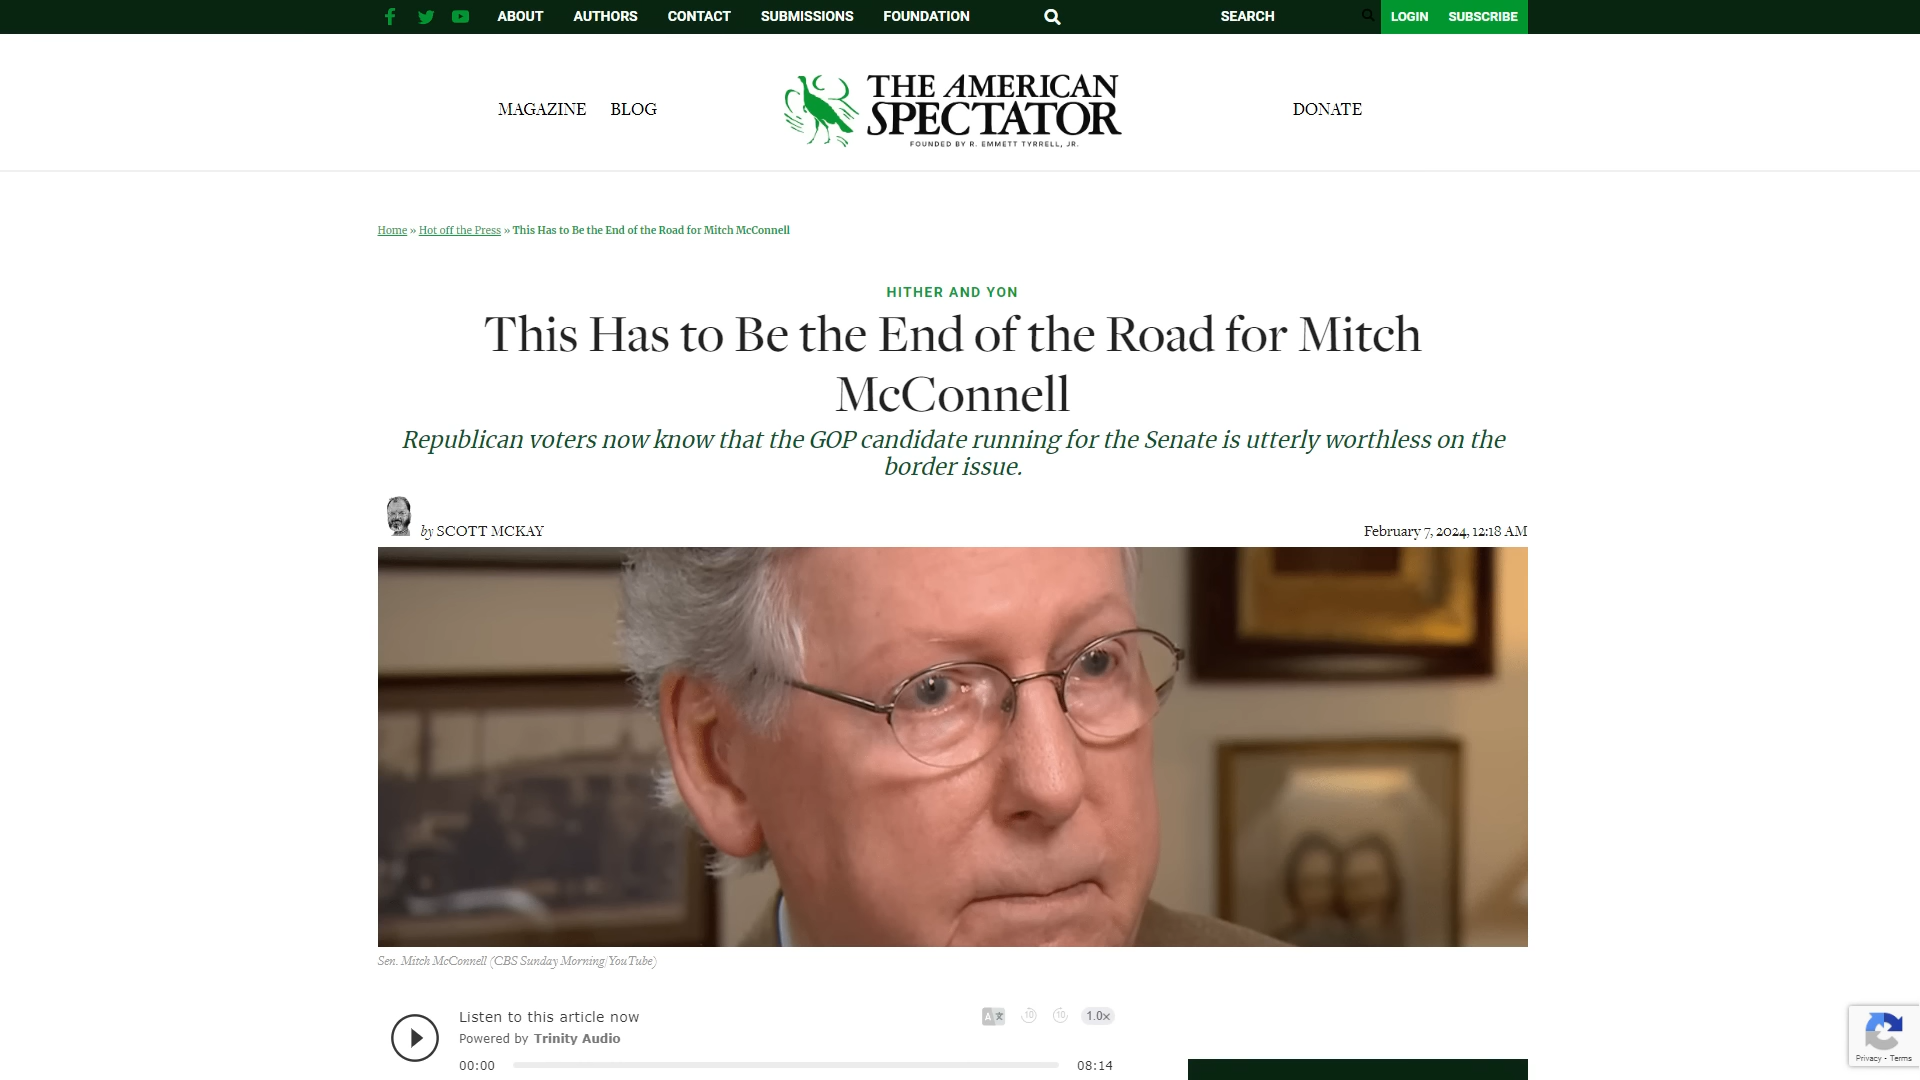 ABOUT AUTHORS CONTACT SUBMISSIONS FOUNDATION SEARCH LOGIN SUBSCRIBE
MAGAZINE BLOG
THE AMERICAN
SPECTATOR
FOUNDED BY R. EMMETT TYRRELL, JR.
DONATE
Home » Hot off the Press » This Has to Be the End of the Road for Mitch McConnell
HITHER AND YON
This Has to Be the End of the Road for Mitch
McConnell
Republican voters now know that the GOP candidate running for the Senate is utterly worthless on the
border issue.
by SCOTT MCKAY
February 7, 2024, 12:18 AM
Sen. Mitch McConnell (CBS Sunday Morning/YouTube)
Listen to this article now
A 10 10 1.0x
Powered by Trinity Audio
00:00 08:14
Privacy - Terms